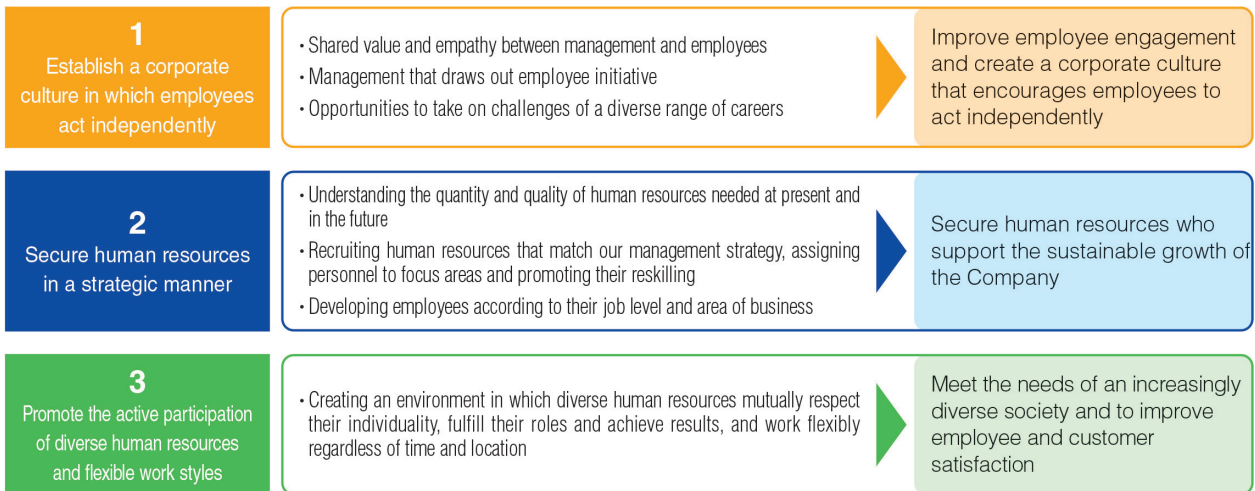 1
Establish a corporate
culture in which employees
act independently
• Shared value and empathy between management and employees
• Management that draws out employee initiative
• Opportunities to take on challenges of a diverse range of careers
Improve employee engagement
and create a corporate culture
that encourages employees to
act independently
2
Secure human resources
in a strategic manner
• Understanding the quantity and quality of human resources needed at present and
in the future
• Recruiting human resources that match our management strategy, assigning
personnel to focus areas and promoting their reskilling
• Developing employees according to their job level and area of business
Secure human resources who
support the sustainable growth of
the Company
3
Promote the active participation
of diverse human resources
and flexible work styles
• Creating an environment in which diverse human resources mutually respect
their individuality, fulfill their roles and achieve results, and work flexibly
regardless of time and location
Meet the needs of an increasingly
diverse society and to improve
employee and customer
satisfaction